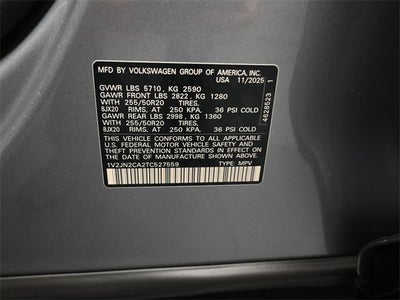 MFD BY VOLKSWAGEN GROUP OF AMERICA, INC.
USA 11/2025
GVWR LBS 5710, KG 2590
GAWR FRONT LBS 2822, KG 1280
WITH 255/50R20 TIRES.
8JX20 RIMS, AT 250 KPA. 36 PSI COLD
GAWR REAR LBS 2998, KG 1360
WITH 255/50R20 TIRES.
8JX20 RIMS, AT 250 KPA. 36 PSI COLD
THIS VEHICLE CONFORMS TO ALL APPLICABLE
U.S. FEDERAL MOTOR VEHICLE SAFETY AND
THEFT PREVENTION STANDARDS IN EFFECT
ON THE DATE OF MANUFACTURE SHOWN ABOVE.
1V2JN2CA2TC527559 TYPE: MPV
4628523 1